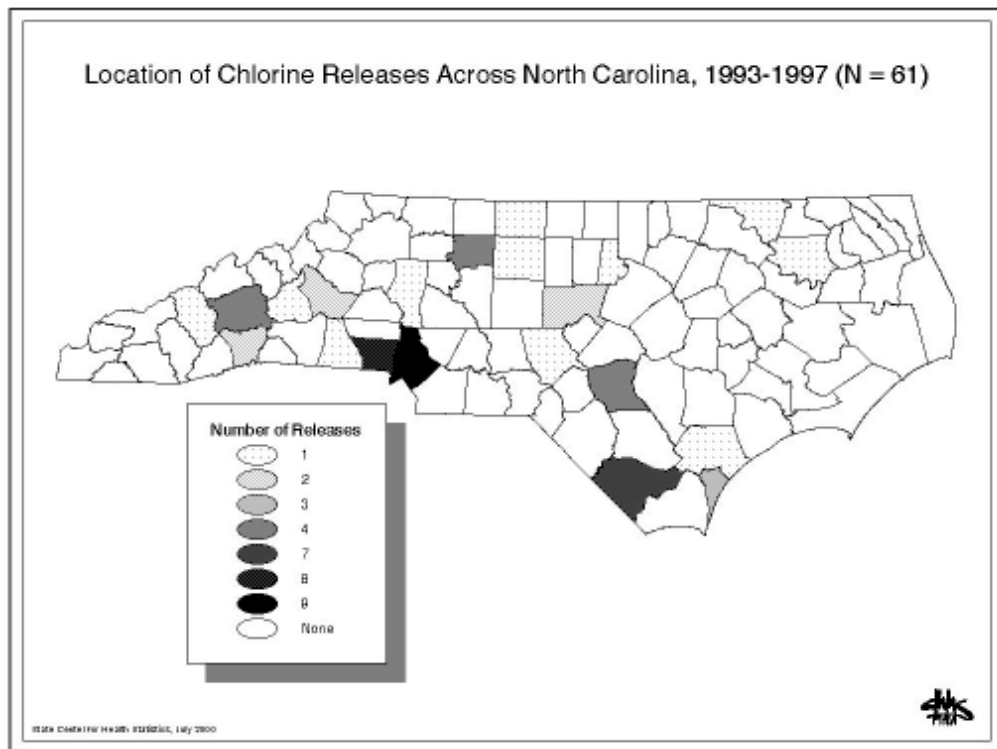 Location of Chlorine Releases Across North Carolina, 1993-1997 (N = 61)
Number of Releases
1
2
3
4
7
8
9
None
State Center for Health Statistics, July 2000